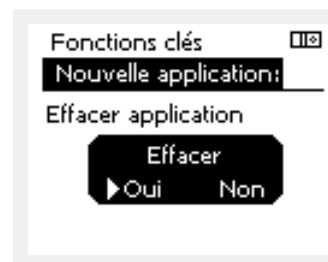 Fonctions clés
Nouvelle application:
Effacer application
Effacer
Oui Non